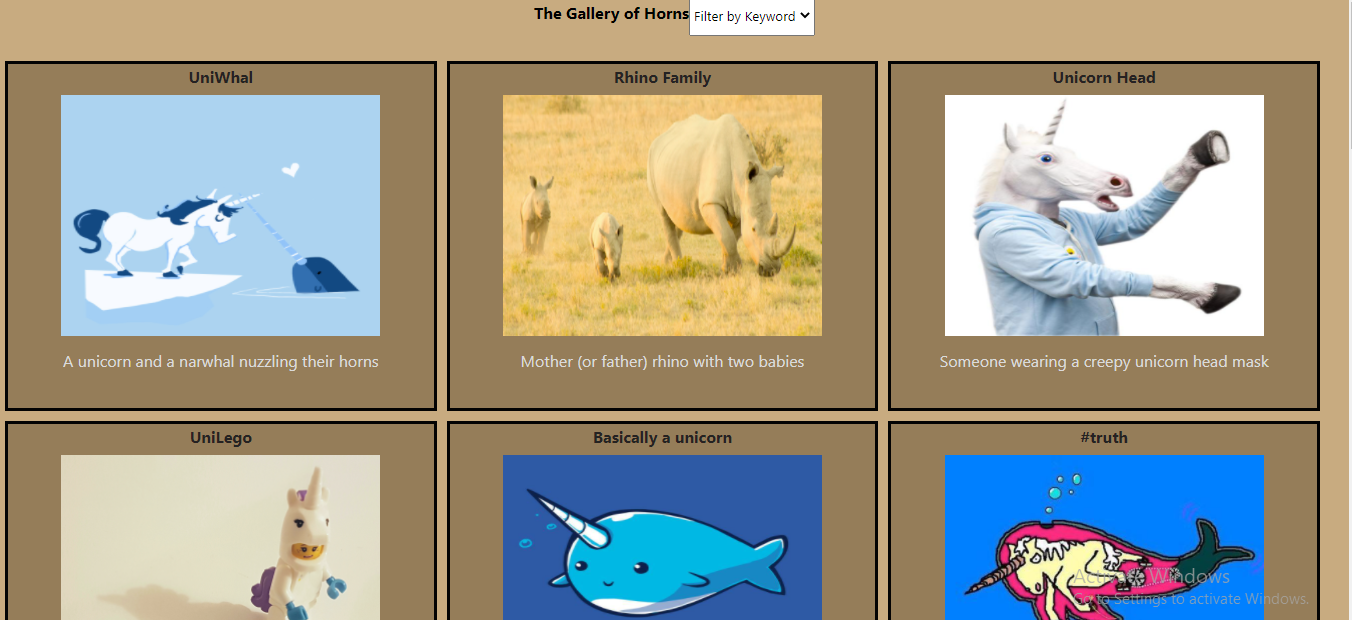 The Gallery of Horns Filter by Keyword
UniWhal
Rhino Family
Unicorn Head
A unicorn and a narwhal nuzzling their horns
Mother (or father) rhino with two babies
Someone wearing a creepy unicorn head mask
UniLego
Basically a unicorn
#truth
Activate Windows
Go to Settings to activate Windows.